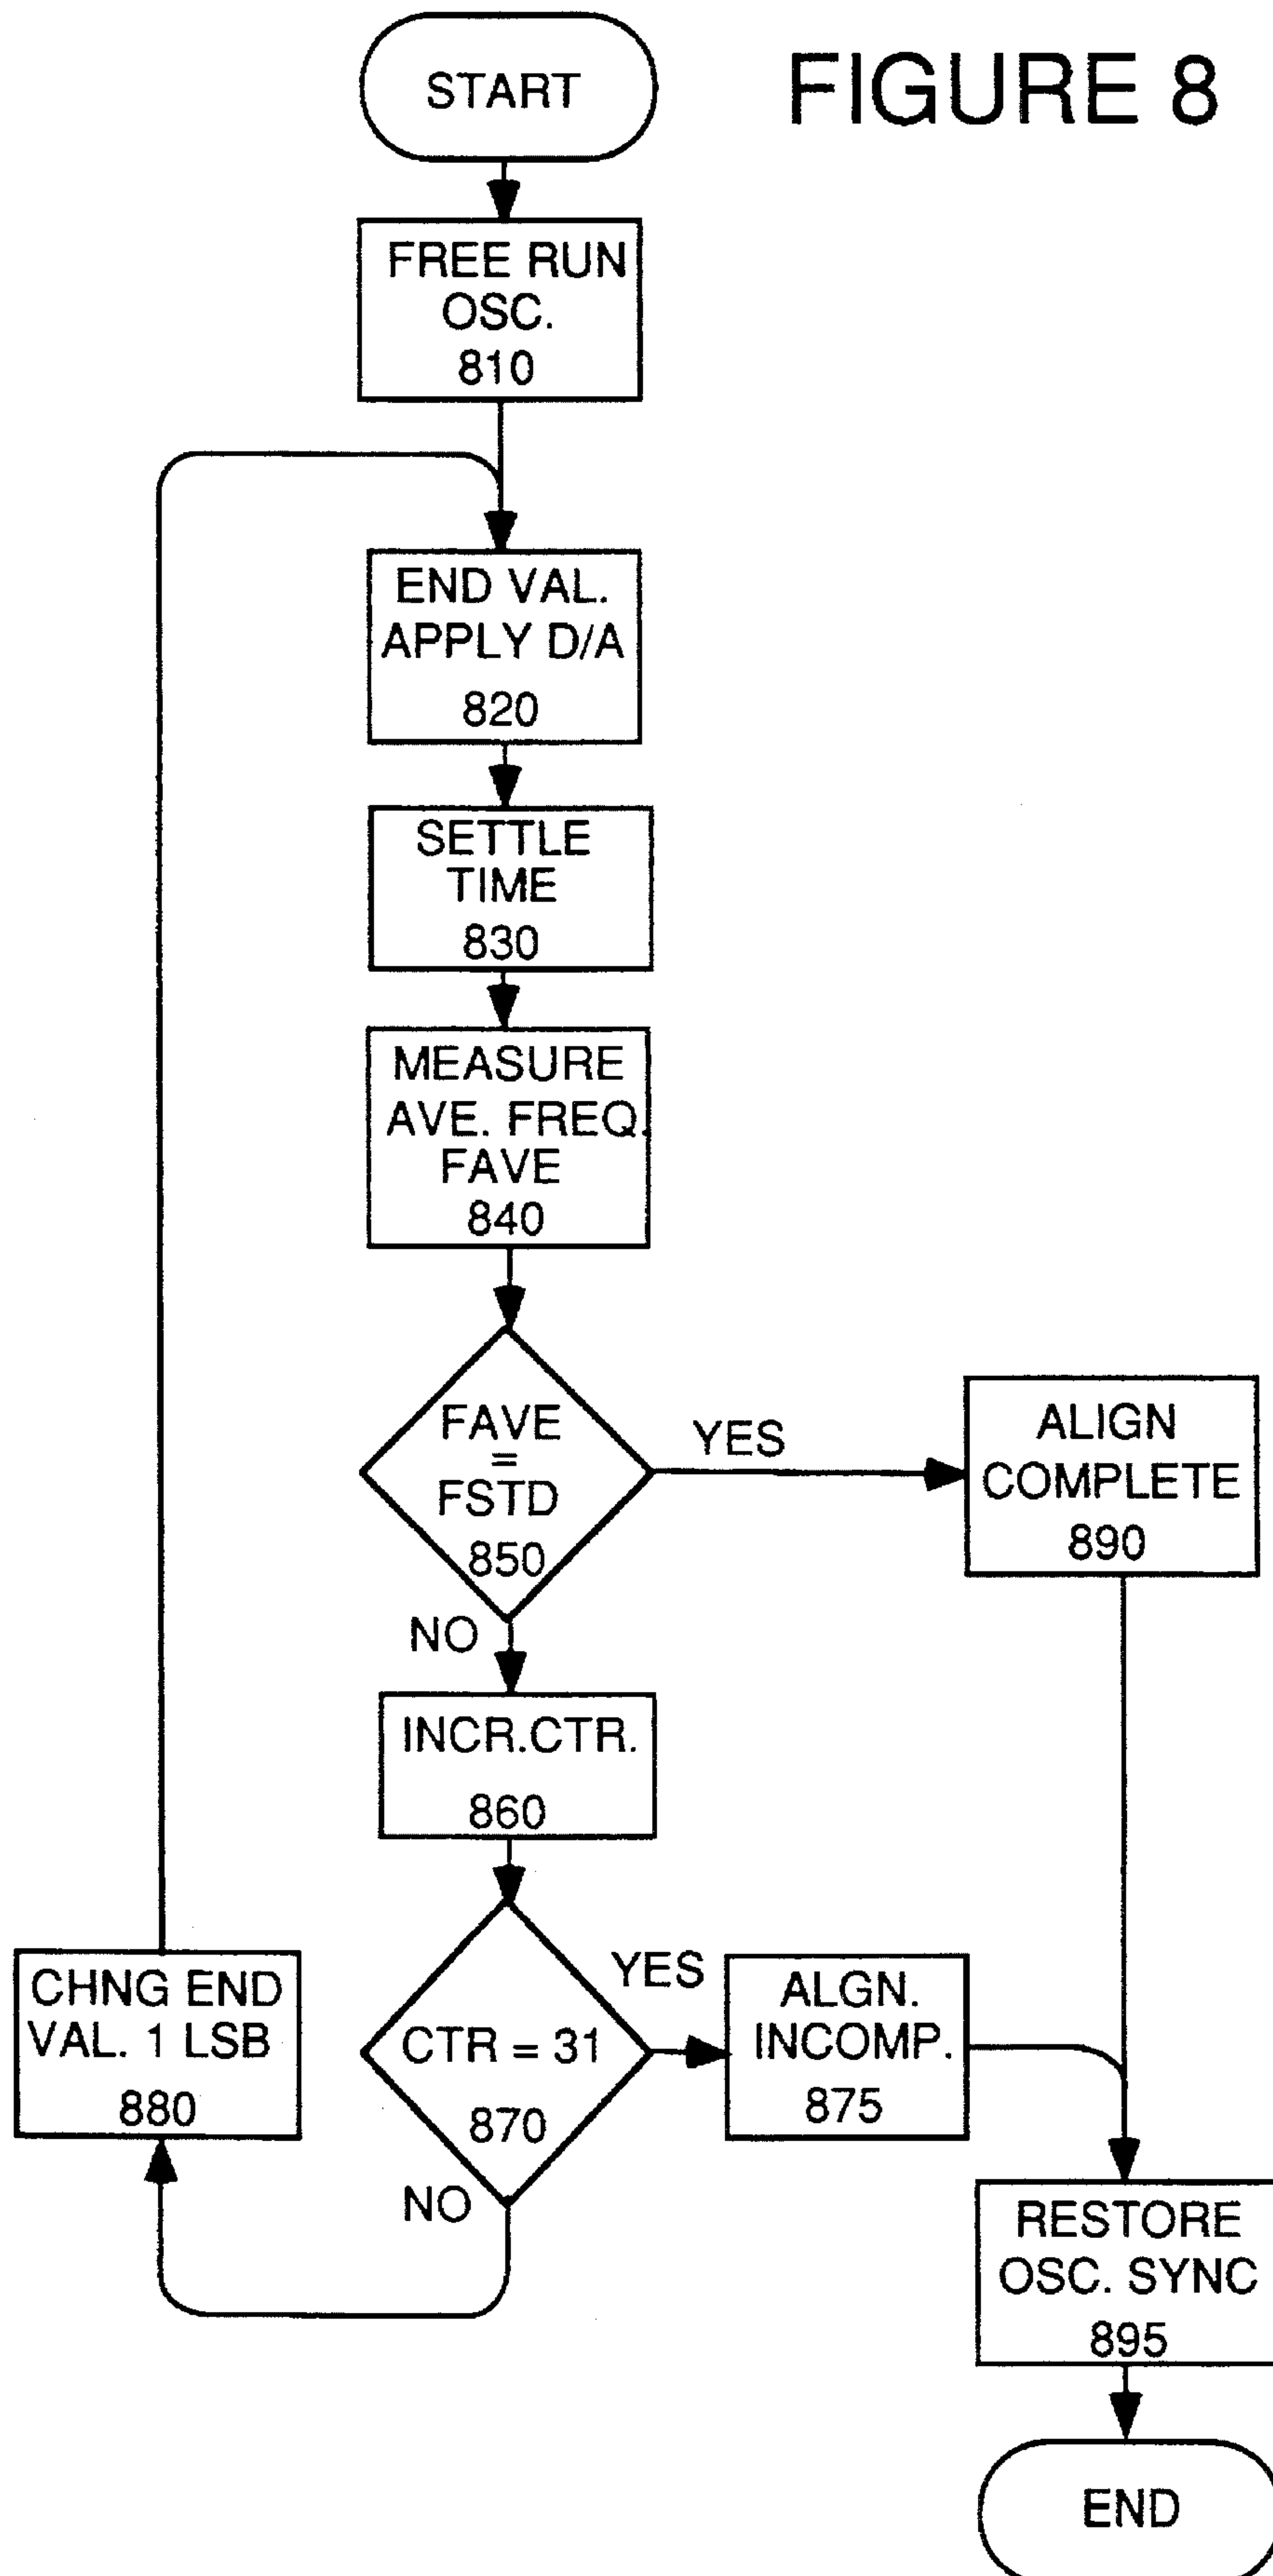 FIGURE 8
START
FREE RUN
OSC.
810
END VAL.
APPLY D/A
820
SETTLE
TIME
830
MEASURE
AVE. FREQ.
FAVE
840
FAVE
=
FSTD
850
YES
ALIGN
COMPLETE
890
NO
INCR.CTR.
860
CTR = 31
870
YES
ALGN.
INCOMP.
875
NO
CHNG END
VAL. 1 LSB
880
RESTORE
OSC. SYNC
895
END